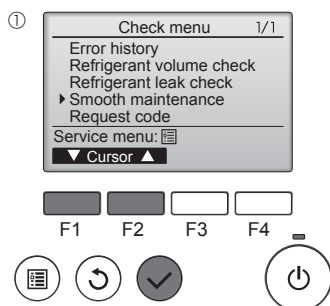 ①
Check menu 1/1
Error history
Refrigerant volume check
Refrigerant leak check
Smooth maintenance
Request code
Service menu:
▼ Cursor ▲
F1 F2 F3 F4